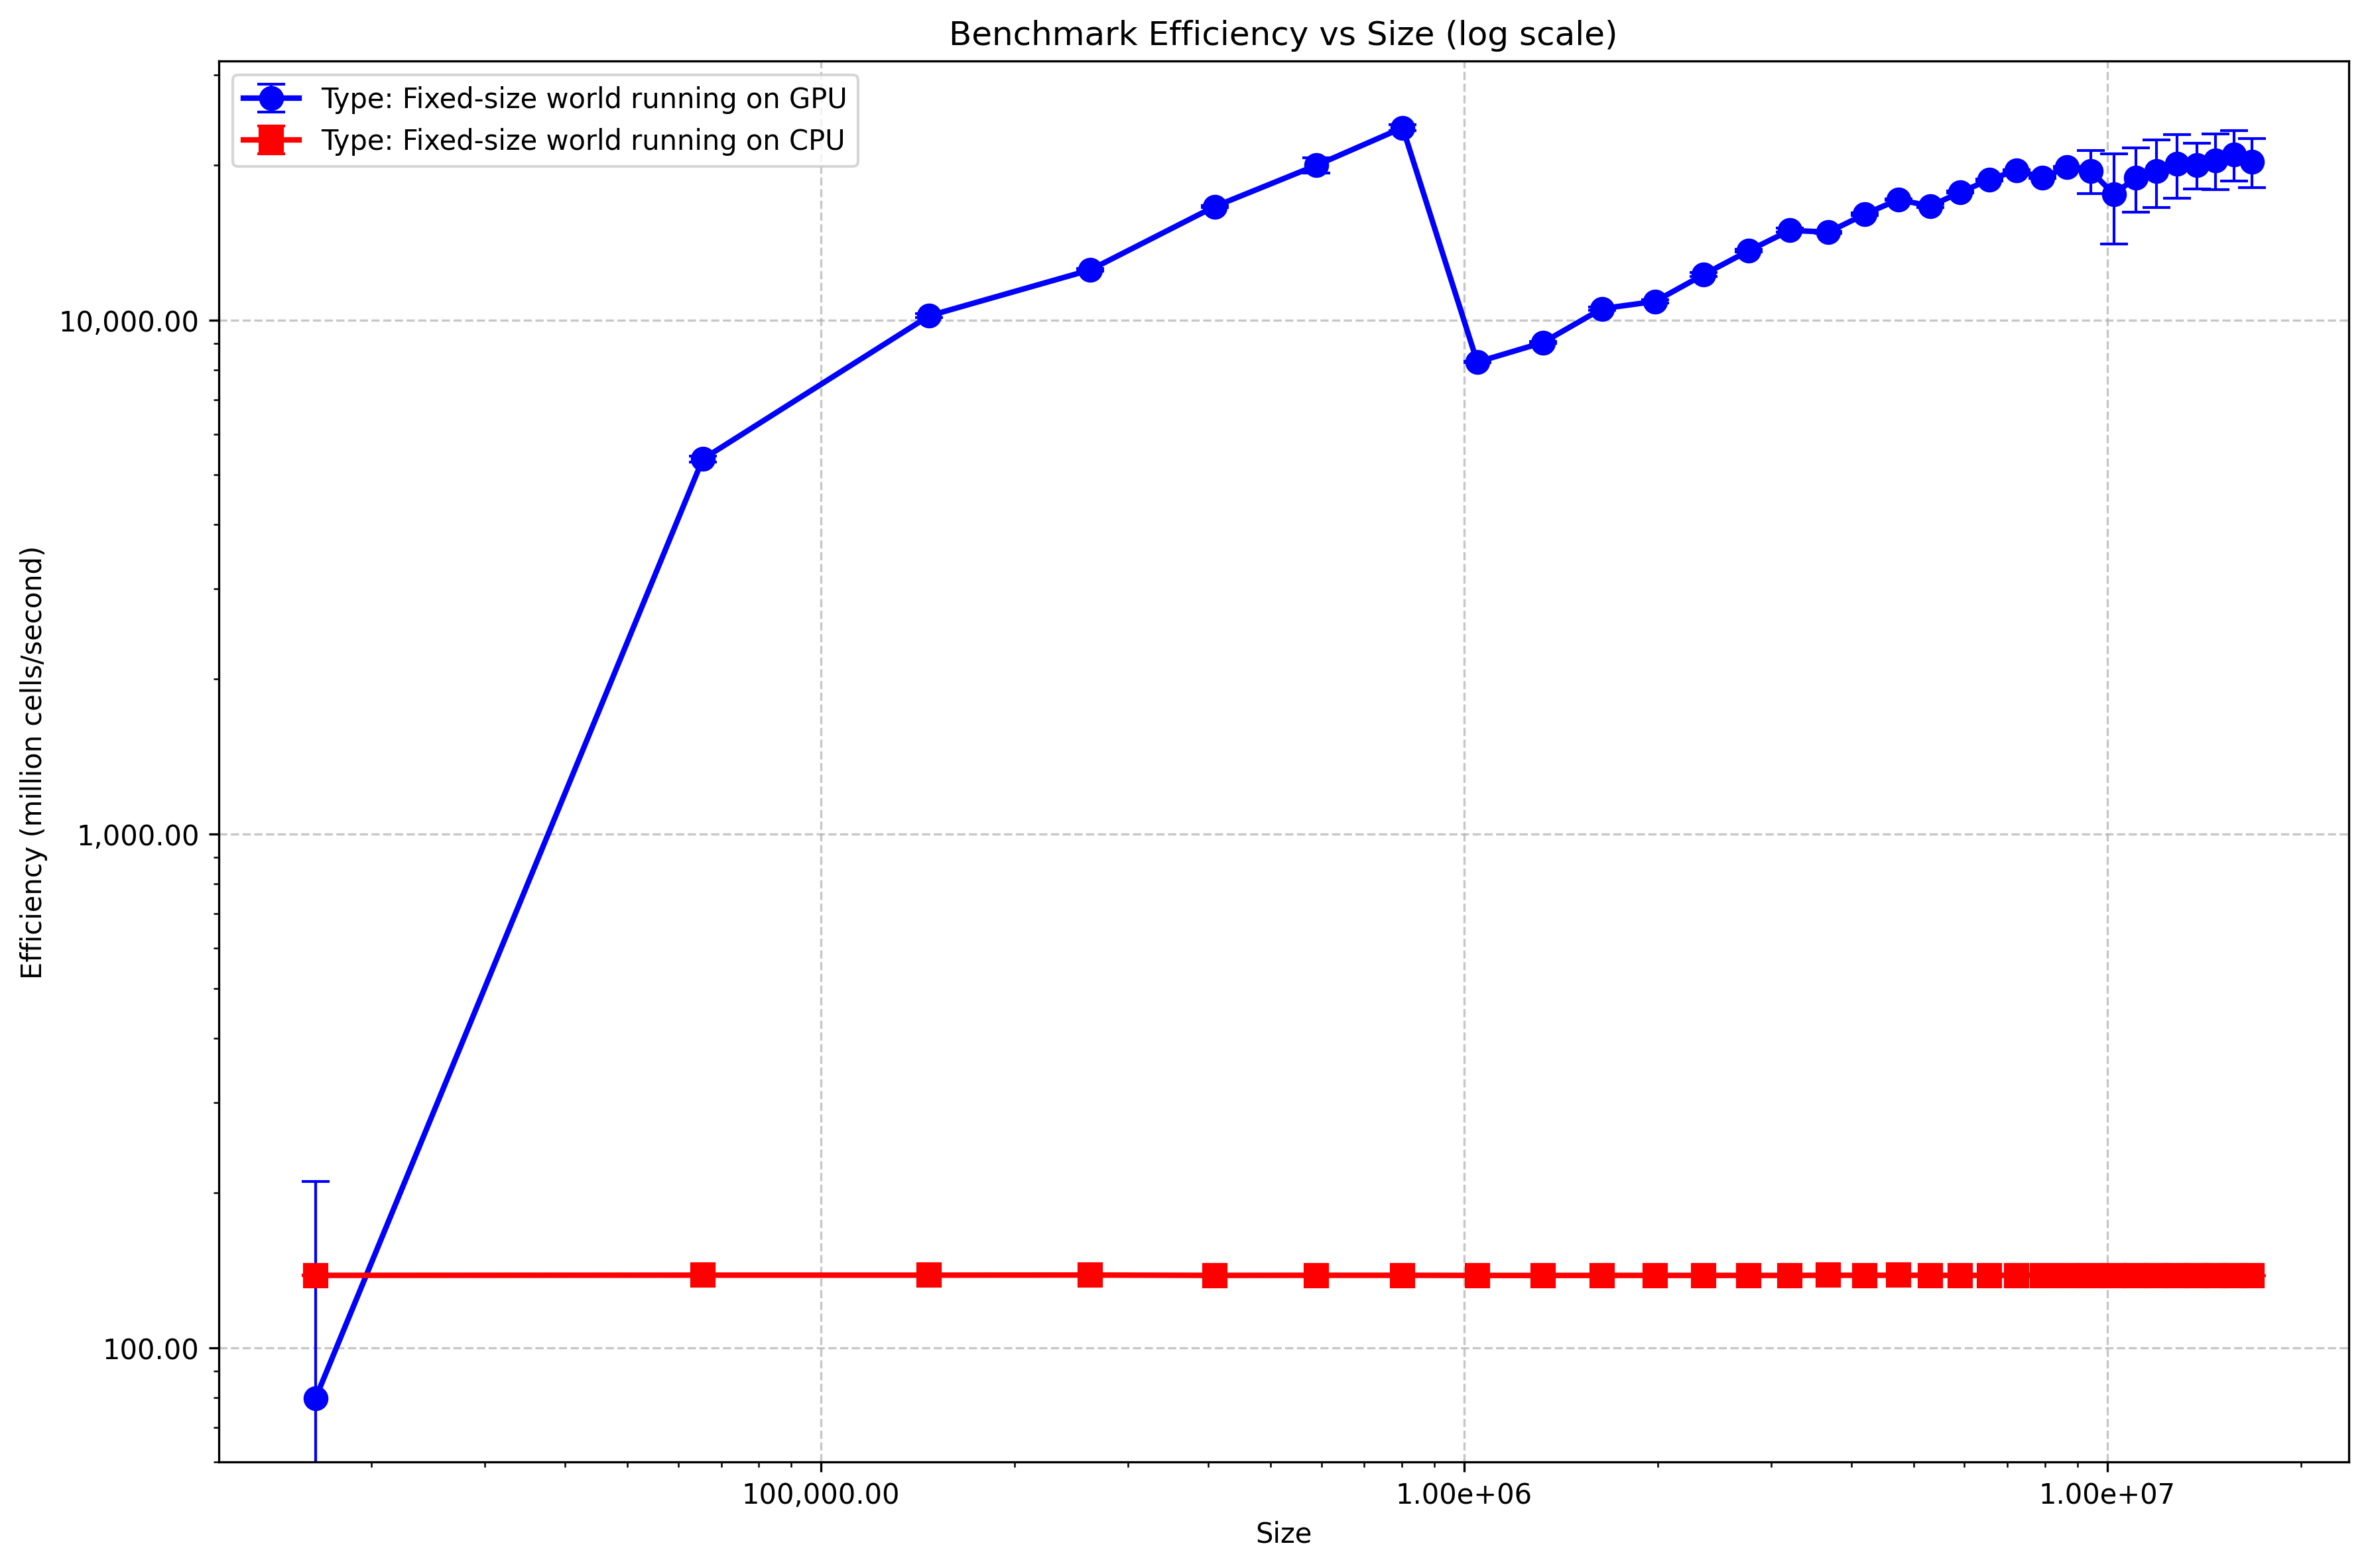 Benchmark Efficiency vs Size (log scale)
Type: Fixed-size world running on GPU
Type: Fixed-size world running on CPU
Efficiency (million cells/second)
10,000.00
1,000.00
100.00
100,000.00
1.00e+06
1.00e+07
Size